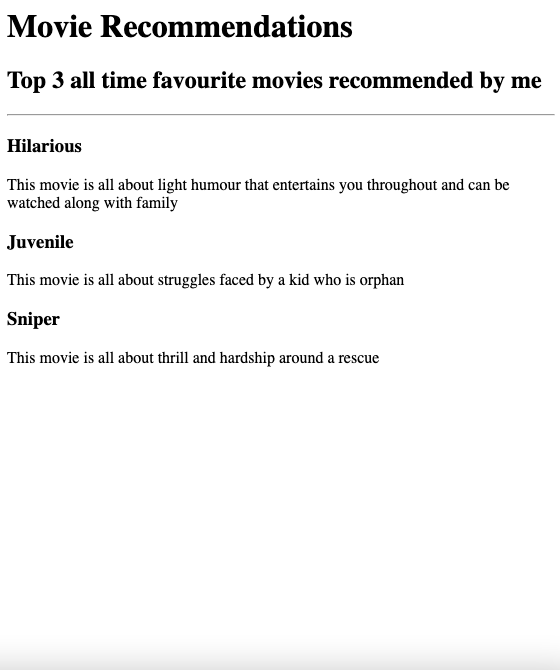 Movie Recommendations
Top 3 all time favourite movies recommended by me
Hilarious
This movie is all about light humour that entertains you throughout and can be
watched along with family
Juvenile
This movie is all about struggles faced by a kid who is orphan
Sniper
This movie is all about thrill and hardship around a rescue